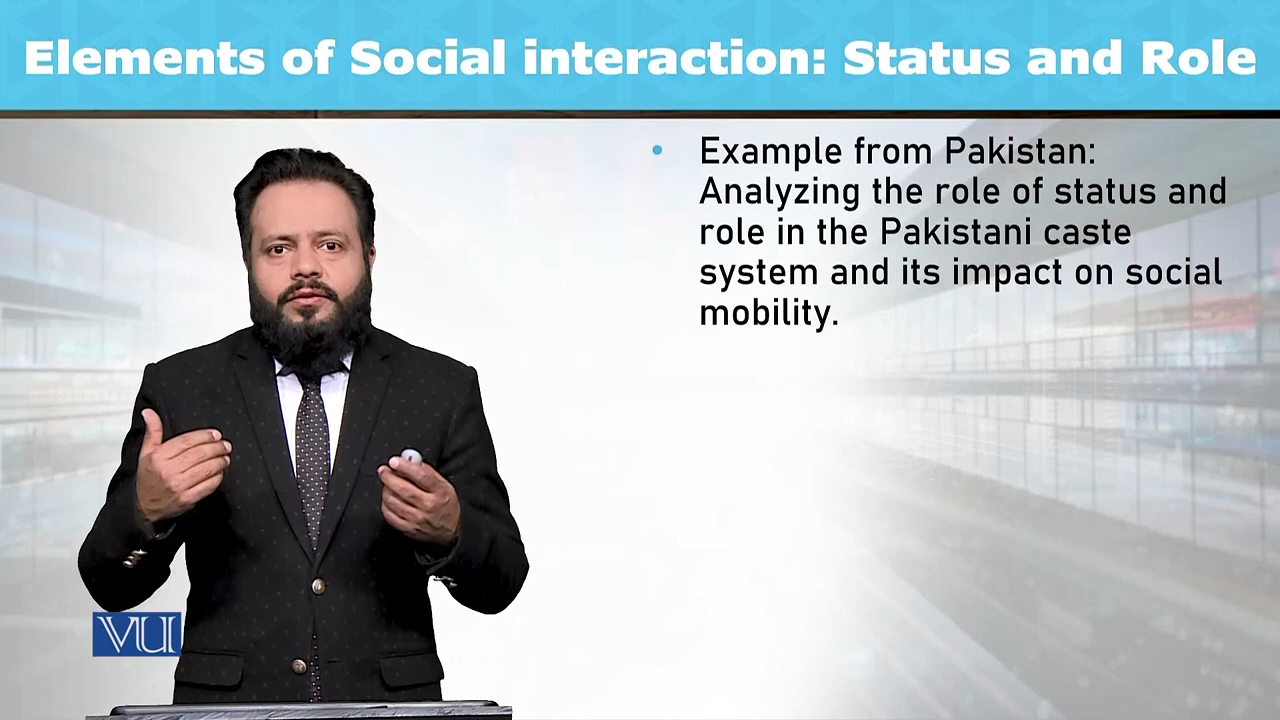 Elements of Social interaction: Status and Role
• Example from Pakistan:
Analyzing the role of status and
role in the Pakistani caste
system and its impact on social
mobility.
VU